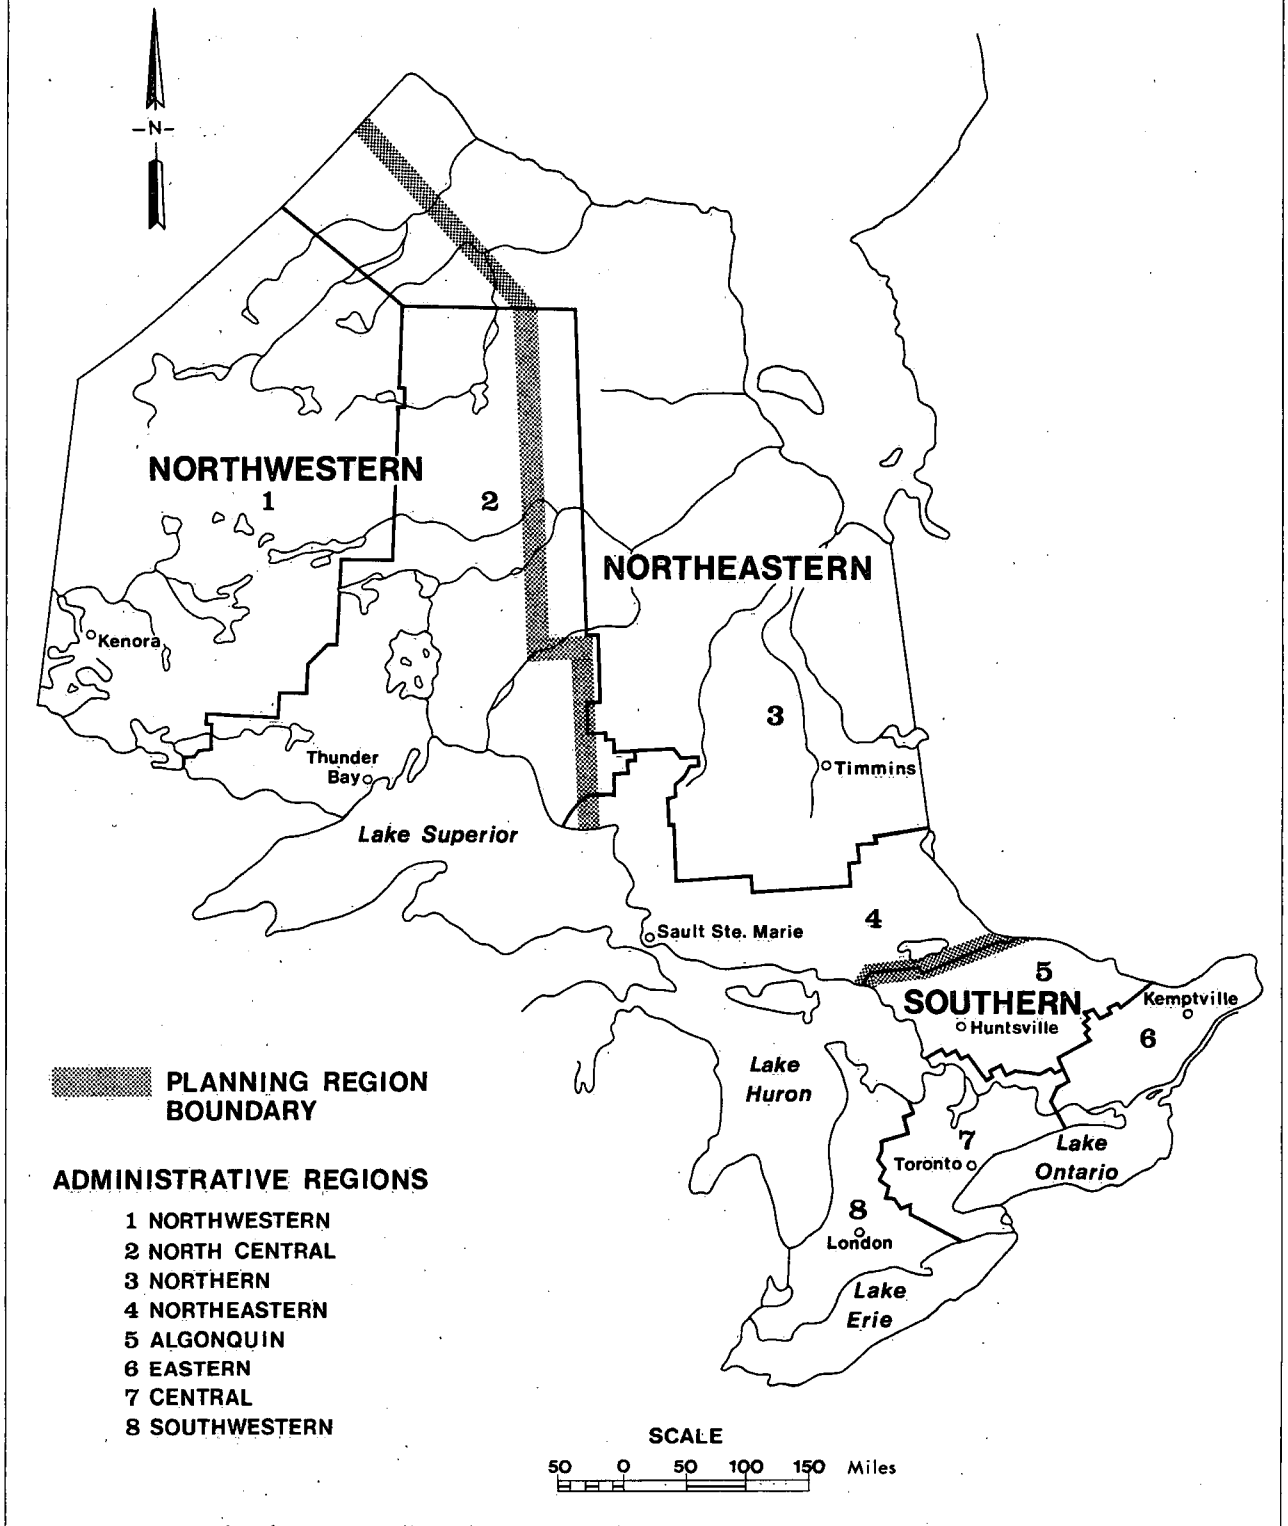 -N-
NORTHWESTERN
1
2
NORTHEASTERN
Kenora
3
Thunder
Bay
Timmins
Lake Superior
4
Sault Ste. Marie
5
SOUTHERN
Kemptville
Huntsville
6
Lake
Huron
PLANNING REGION
BOUNDARY
7
Lake
Ontario
Toronto
ADMINISTRATIVE REGIONS
8
London
1 NORTHWESTERN
2 NORTH CENTRAL
3 NORTHERN
4 NORTHEASTERN
5 ALGONQUIN
6 EASTERN
7 CENTRAL
8 SOUTHWESTERN
Lake
Erie
SCALE
50 0 50 100 150 Miles